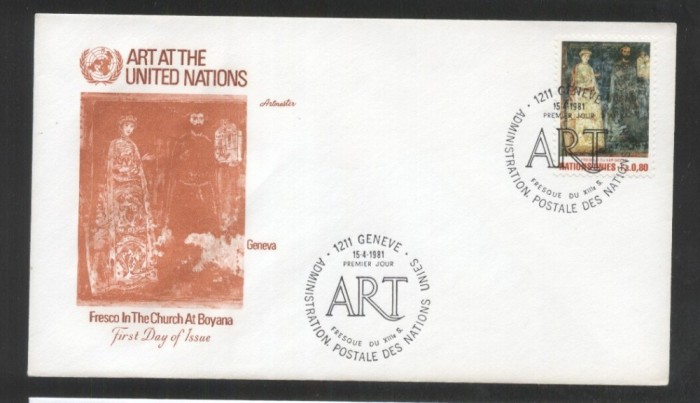 ART AT THE
UNITED NATIONS
Artmaster
Geneva
Fresco In The Church At Boyana
First Day of Issue
· 1211 GENEVE ·
15-4-1981
PREMIER JOUR
ART
FRESQUE DU XIIIe S.
ADMINISTRATION POSTALE DES NATIONS UNIES
· 1211 GENEVE
15-4-1981
PREMIER JOUR
ART
NATIONS UNIES
0,80
FRESQUE DU XIIIe S.
ADMINISTRATION POSTALE DES NATIONS